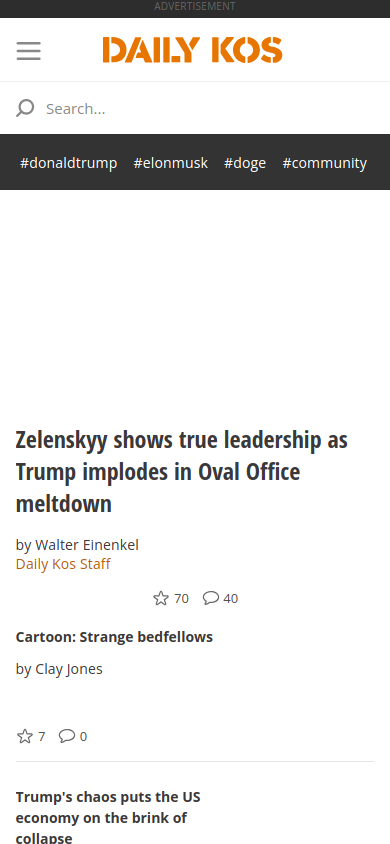 ADVERTISEMENT
DAILY KOS
Search...
#donaldtrump #elonmusk #doge #community
Zelenskyy shows true leadership as
Trump implodes in Oval Office
meltdown
by Walter Einenkel
Daily Kos Staff
70 40
Cartoon: Strange bedfellows
by Clay Jones
7 0
Trump's chaos puts the US
economy on the brink of
collapse